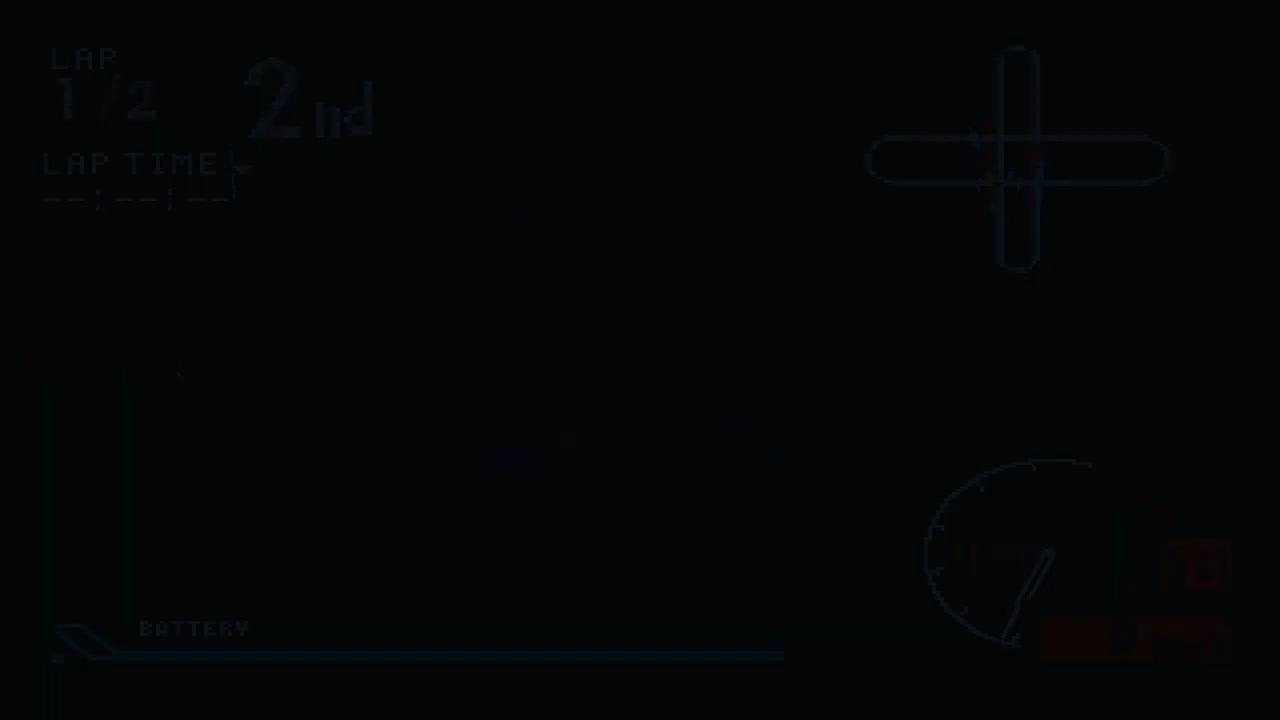 LAP
1/2 2nd
LAP TIME
--:--:--
BATTERY